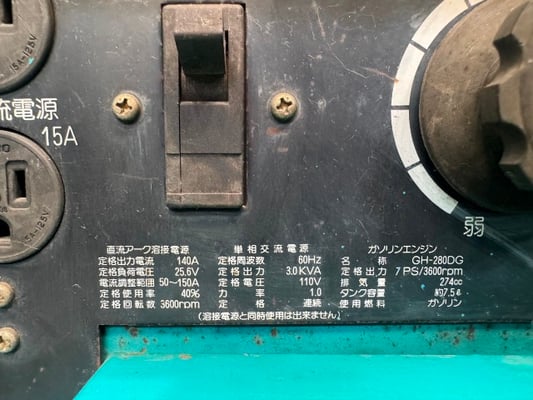 15A-125V
流電源
15A
15A-125V
弱
直流アーク溶接電源
定格出力電流 140A
定格負荷電圧 25.6V
電流調整範囲 50〜150A
定格使用率 40%
定格回転数 3600rpm
単相交流電源
定格周波数 60Hz
定格出力 3.0KVA
定格電圧 110V
力率 1.0
定格 連続
(溶接電源と同時使用は出来ません)
ガソリンエンジン
名称 GH-280DG
定格出力 7PS/3600rpm
排気量 274cc
タンク容量 約7.5ℓ
使用燃料 ガソリン